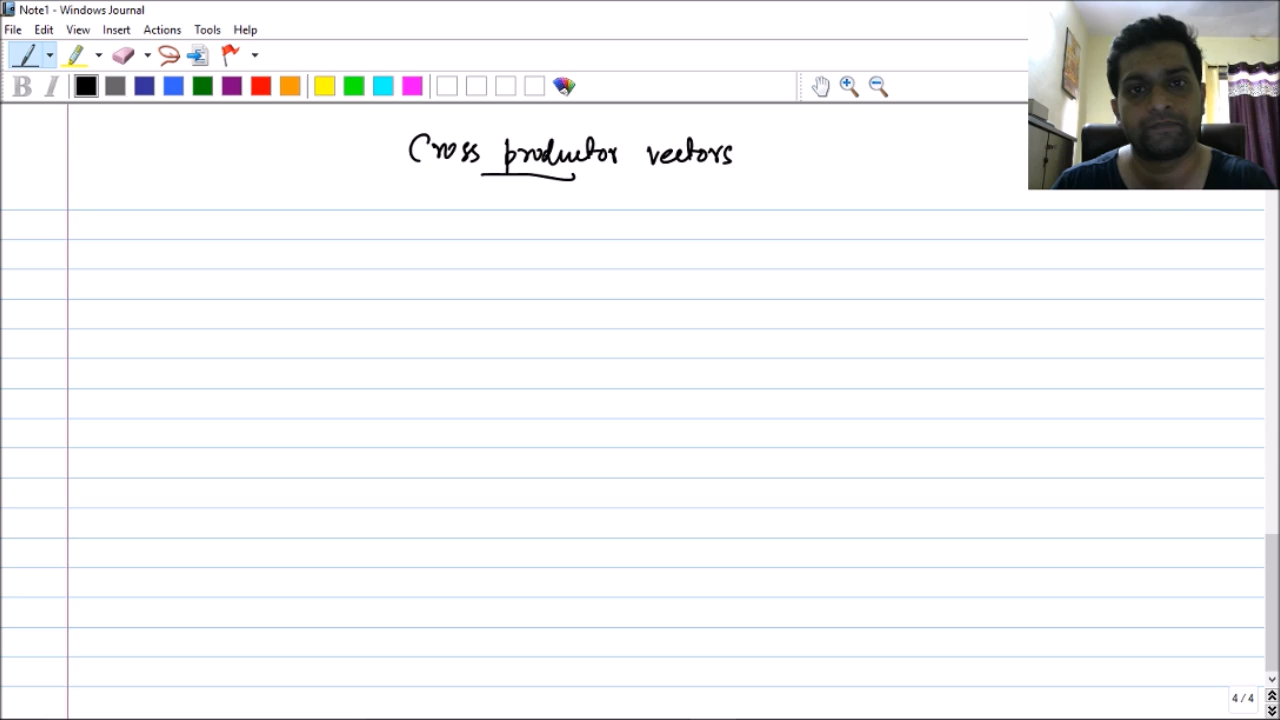 Note1 - Windows Journal
File Edit View Insert Actions Tools Help
B I
Cross productor vectors
4 / 4